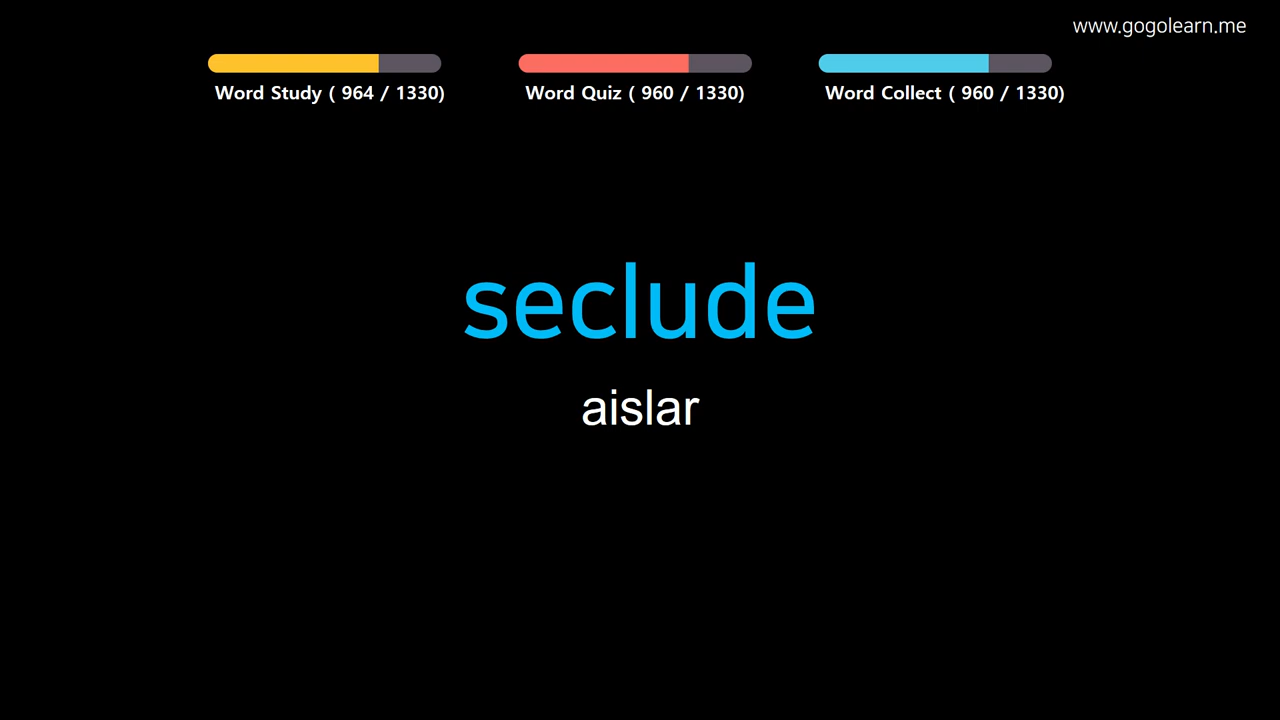 www.gogolearn.me
Word Study ( 964 / 1330)
Word Quiz ( 960 / 1330)
Word Collect ( 960 / 1330)
seclude
aislar